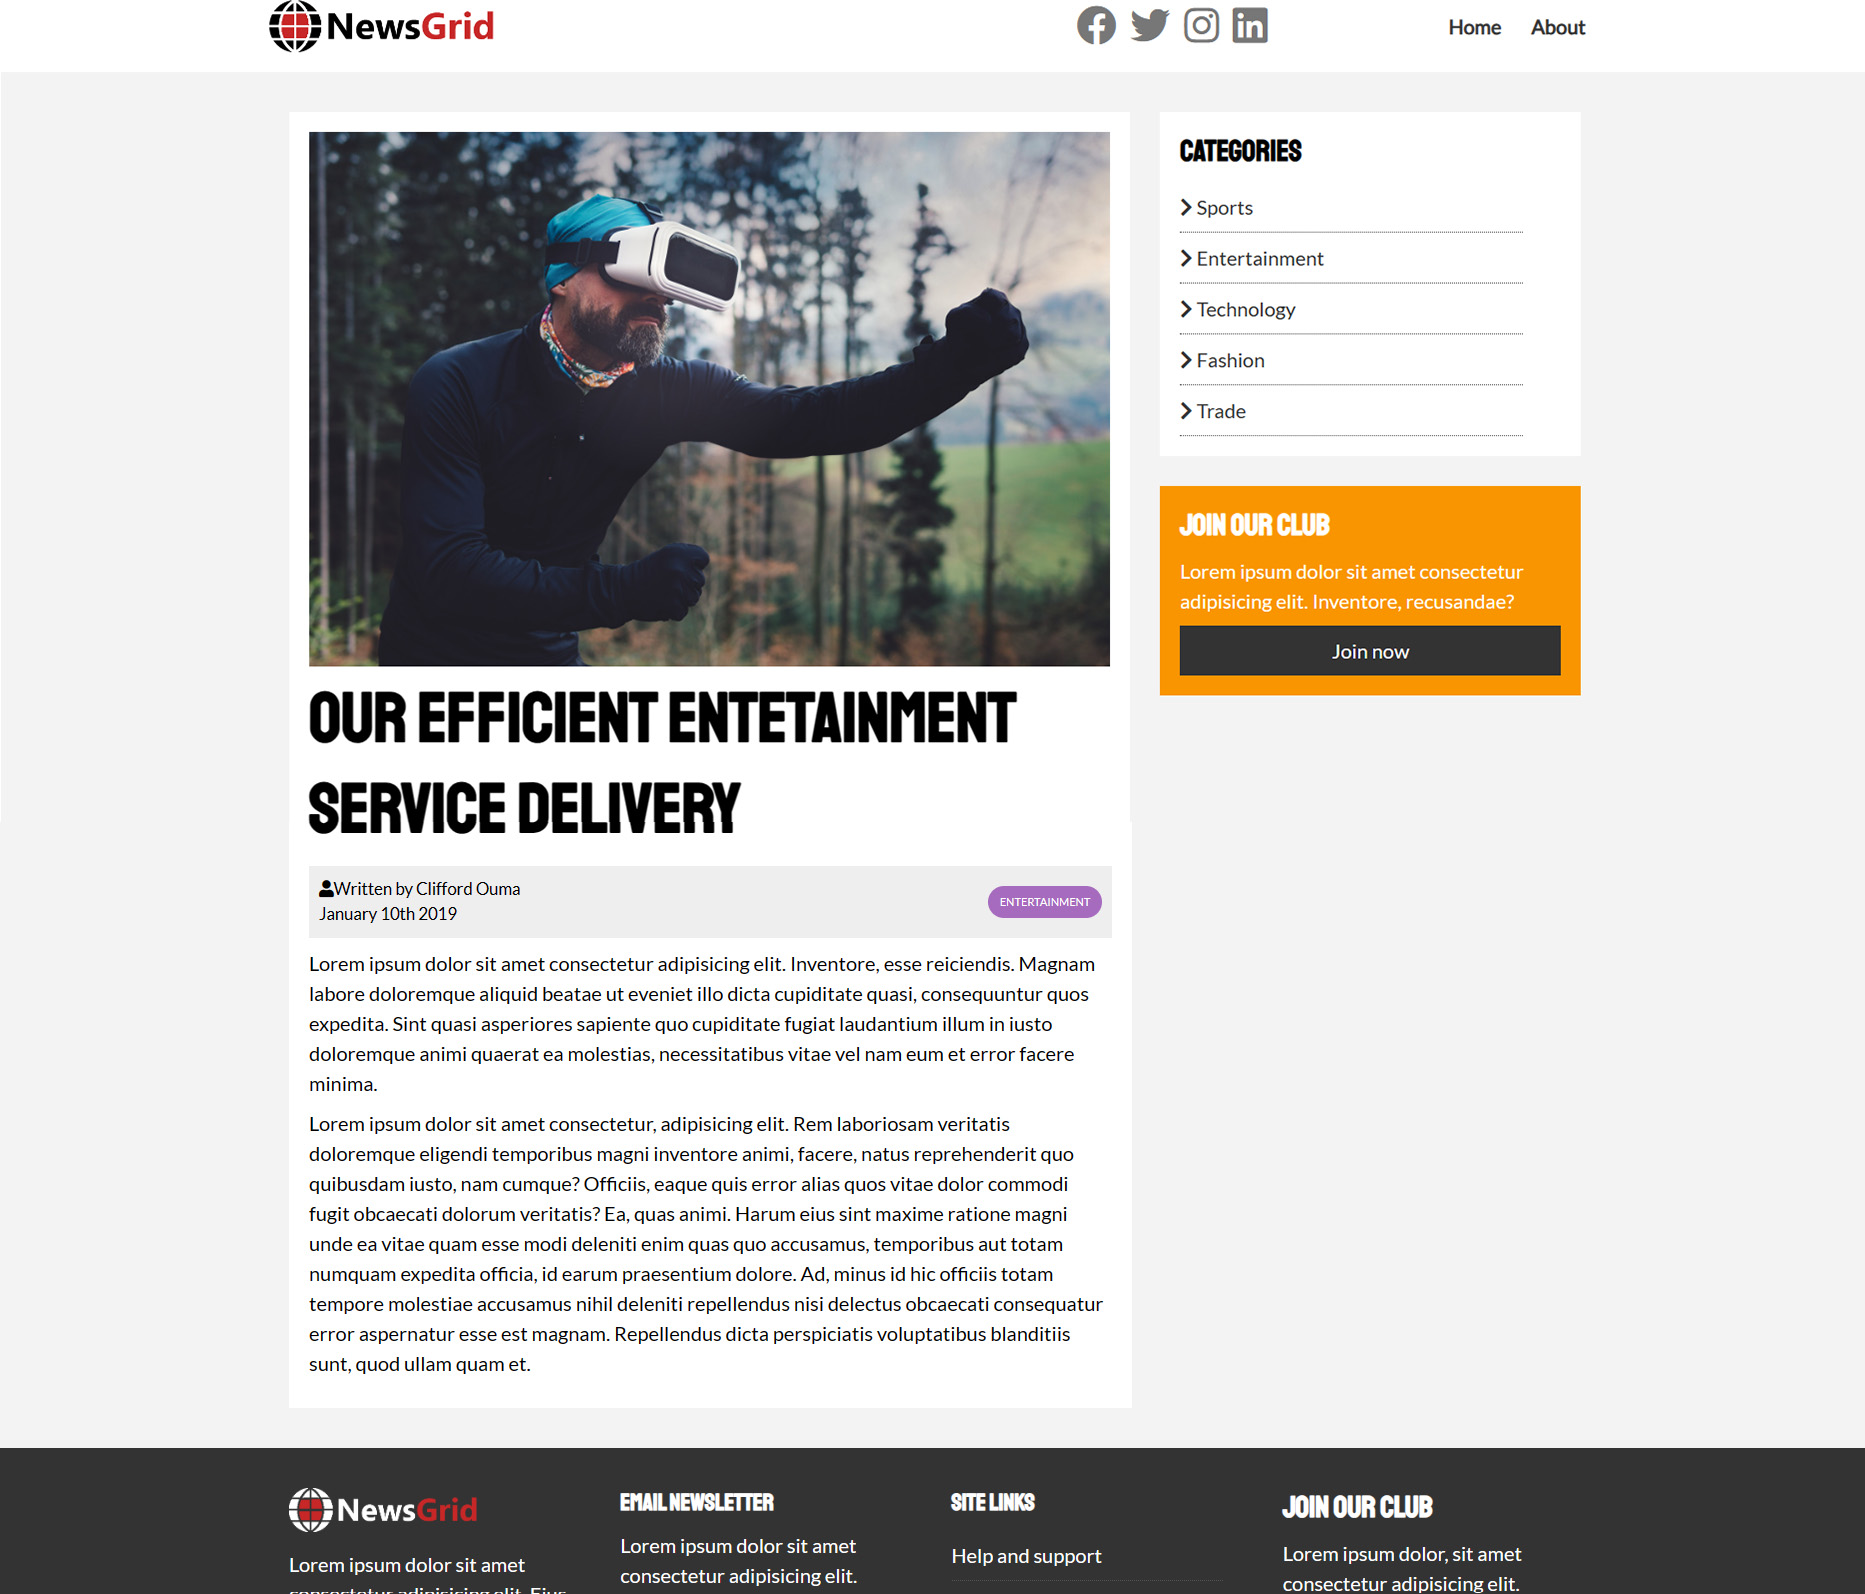 NewsGrid
Home
About
CATEGORIES
Sports
Entertainment
Technology
Fashion
Trade
JOIN OUR CLUB
Lorem ipsum dolor sit amet consectetur
adipisicing elit. Inventore, recusandae?
Join now
OUR EFFICIENT ENTETAINMENT
SERVICE DELIVERY
Written by Clifford Ouma
January 10th 2019
ENTERTAINMENT
Lorem ipsum dolor sit amet consectetur adipisicing elit. Inventore, esse reiciendis. Magnam
labore doloremque aliquid beatae ut eveniet illo dicta cupiditate quasi, consequuntur quos
expedita. Sint quasi asperiores sapiente quo cupiditate fugiat laudantium illum in iusto
doloremque animi quaerat ea molestias, necessitatibus vitae vel nam eum et error facere
minima.
Lorem ipsum dolor sit amet consectetur, adipisicing elit. Rem laboriosam veritatis
doloremque eligendi temporibus magni inventore animi, facere, natus reprehenderit quo
quibusdam iusto, nam cumque? Officiis, eaque quis error alias quos vitae dolor commodi
fugit obcaecati dolorum veritatis? Ea, quas animi. Harum eius sint maxime ratione magni
unde ea vitae quam esse modi deleniti enim quas quo accusamus, temporibus aut totam
numquam expedita officia, id earum praesentium dolore. Ad, minus id hic officiis totam
tempore molestiae accusamus nihil deleniti repellendus nisi delectus obcaecati consequatur
error aspernatur esse est magnam. Repellendus dicta perspiciatis voluptatibus blanditiis
sunt, quod ullam quam et.
NewsGrid
Lorem ipsum dolor sit amet
consectetur adipisicing elit. Eius
EMAIL NEWSLETTER
Lorem ipsum dolor sit amet
consectetur adipisicing elit.
SITE LINKS
Help and support
JOIN OUR CLUB
Lorem ipsum dolor, sit amet
consectetur adipisicing elit.